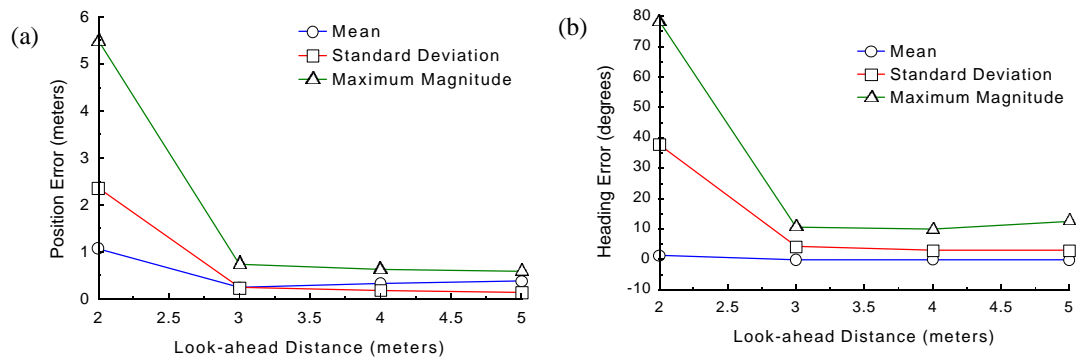 (a)
6
5
4
3
2
1
0
2
2.5
3
3.5
4
4.5
5
Position Error (meters)
Look-ahead Distance (meters)
Mean
Standard Deviation
Maximum Magnitude
(b)
80
70
60
50
40
30
20
10
0
-10
2
2.5
3
3.5
4
4.5
5
Heading Error (degrees)
Look-ahead Distance (meters)
Mean
Standard Deviation
Maximum Magnitude